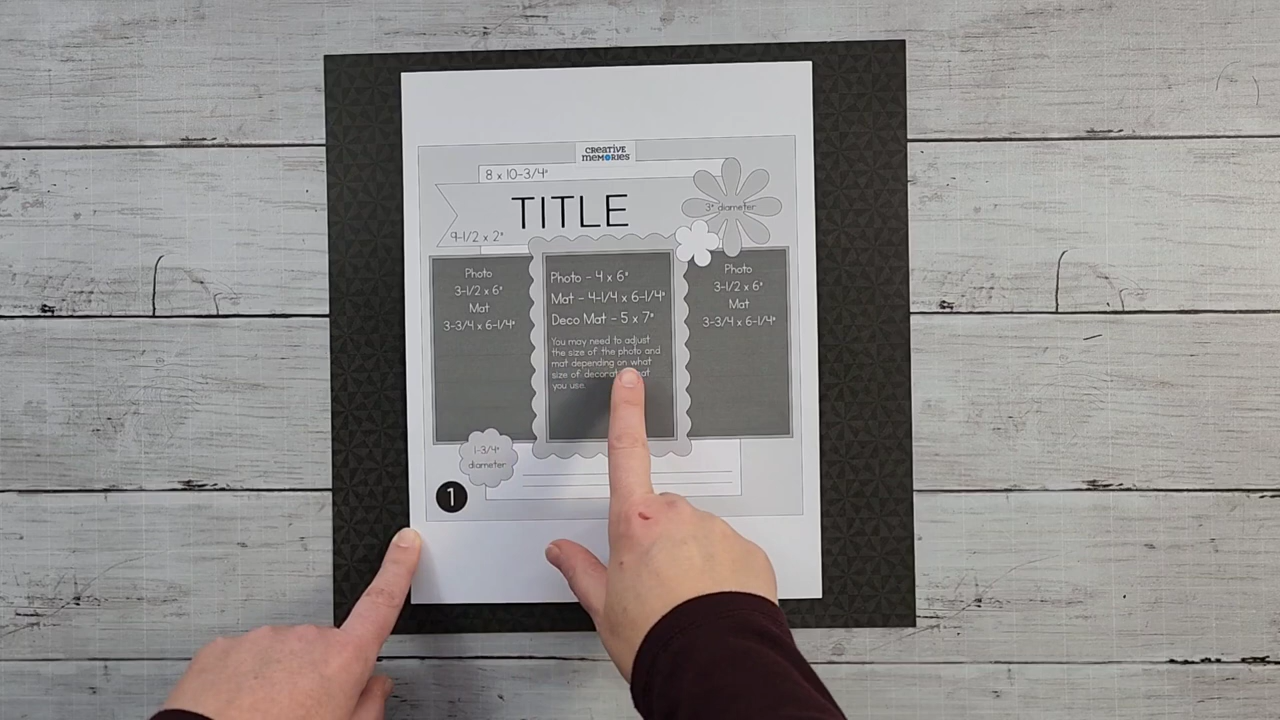 CREATIVE
MEMORIES
8 x 10-3/4"
TITLE
3" diameter
9-1/2 x 2"
Photo
3-1/2 x 6"
Mat
3-3/4 x 6-1/4"
Photo - 4 x 6"
Mat - 4-1/4 x 6-1/4"
Deco Mat - 5 x 7"
You may need to adjust
the size of the photo and
mat depending on what
size of
you use.
Photo
3-1/2 x 6"
Mat
3-3/4 x 6-1/4"
1-3/4"
diameter
1